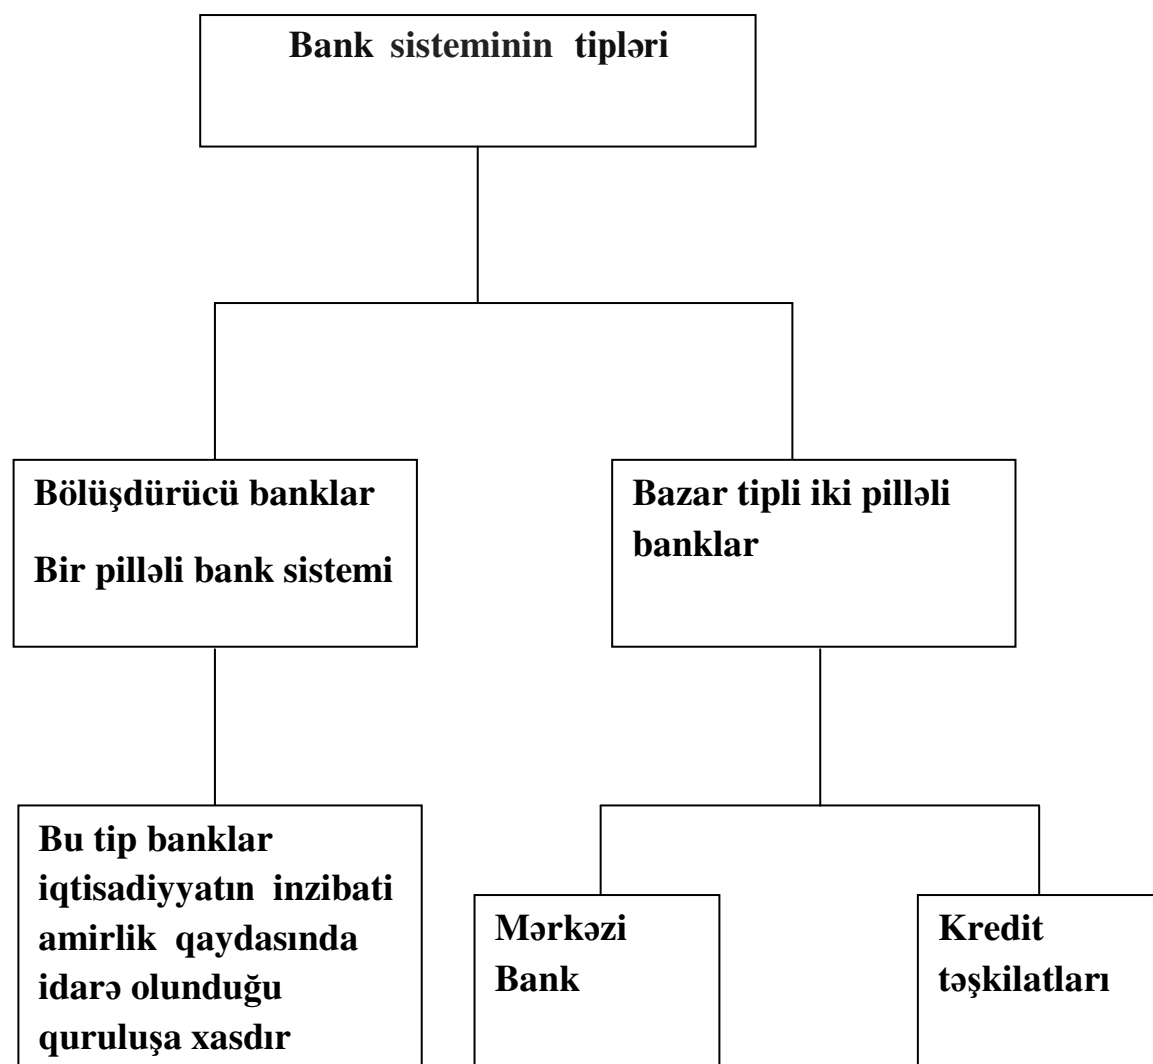 Bank sisteminin tipləri
Bölüşdürücü banklar
Bir pilləli bank sistemi
Bazar tipli iki pilləli
banklar
Bu tip banklar
iqtisadiyyatın inzibati
amirlik qaydasında
idarə olunduğu
quruluşa xasdır
Mərkəzi
Bank
Kredit
təşkilatları